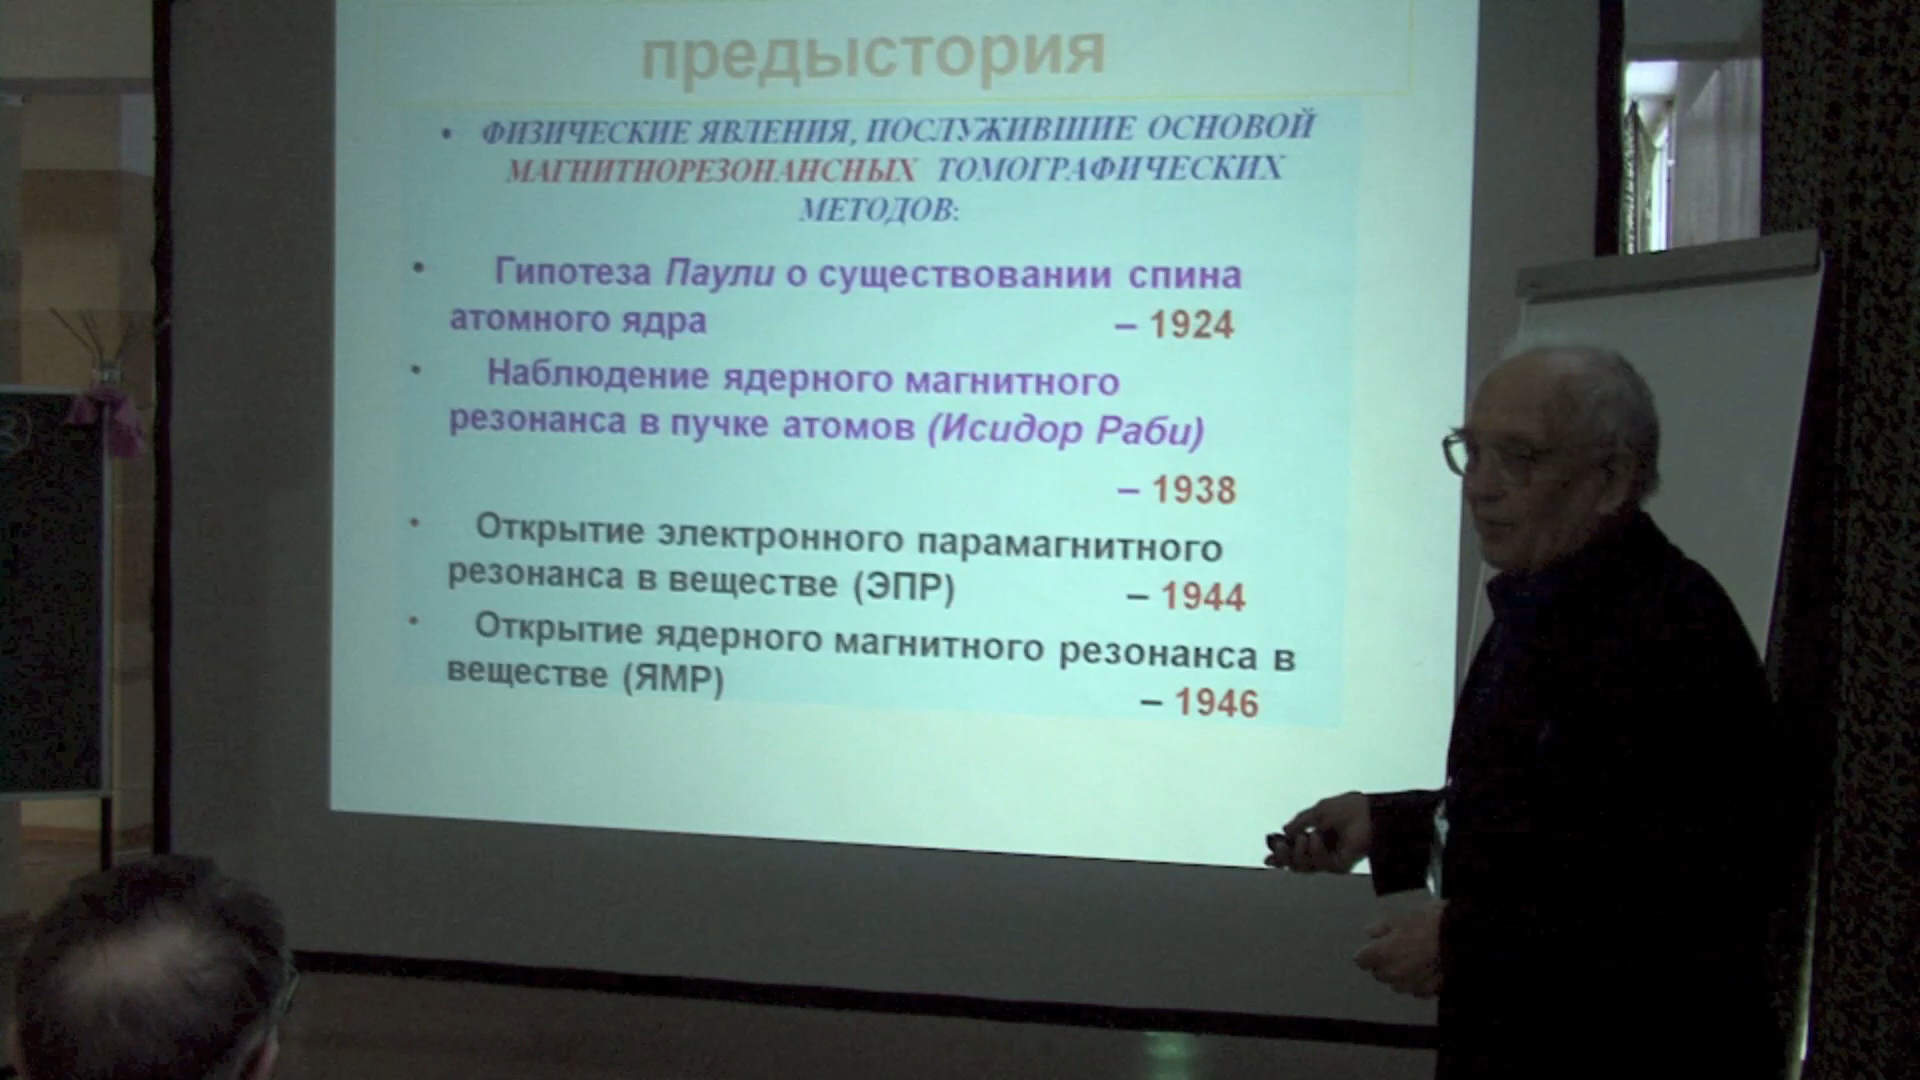 предыстория
• ФИЗИЧЕСКИЕ ЯВЛЕНИЯ, ПОСЛУЖИВШИЕ ОСНОВОЙ
МАГНИТНОРЕЗОНАНСНЫХ ТОМОГРАФИЧЕСКИХ
МЕТОДОВ:
• Гипотеза Паули о существовании спина
атомного ядра – 1924
• Наблюдение ядерного магнитного
резонанса в пучке атомов (Исидор Раби)
– 1938
• Открытие электронного парамагнитного
резонанса в веществе (ЭПР) – 1944
• Открытие ядерного магнитного резонанса в
веществе (ЯМР) – 1946